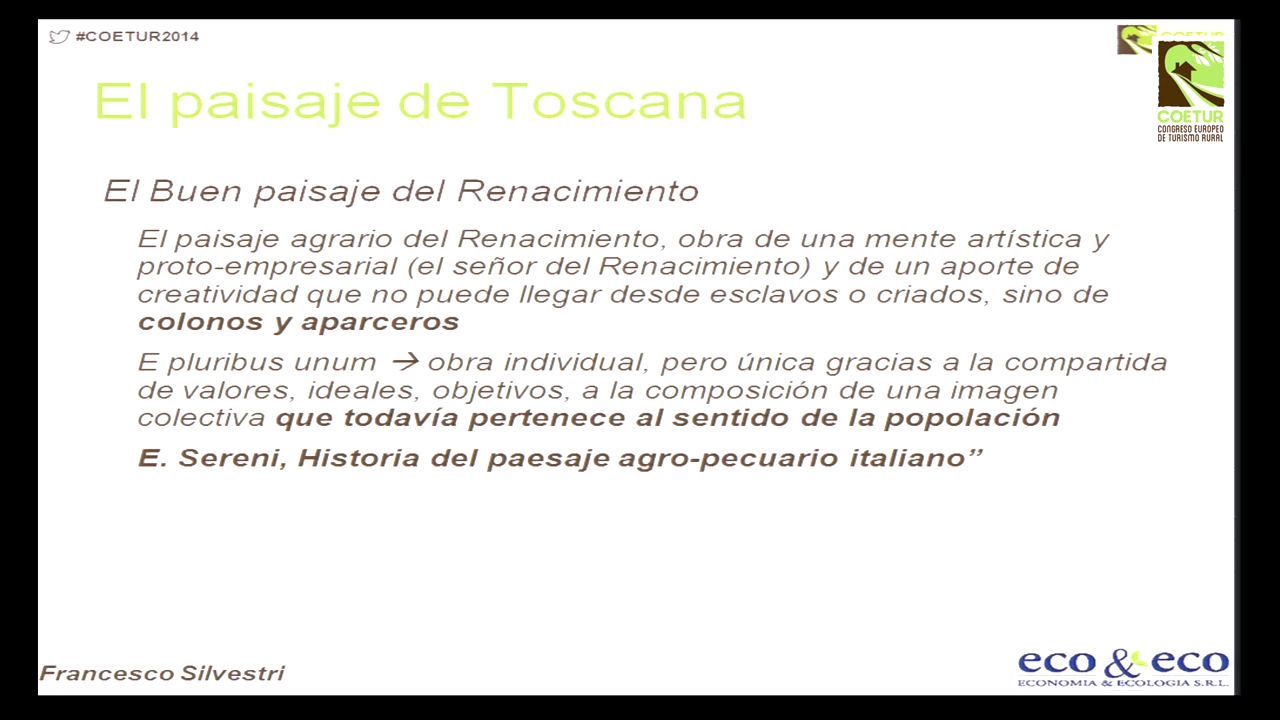 #COETUR2014
COETUR
CONGRESO EUROPEO
DE TURISMO RURAL
El paisaje de Toscana
El Buen paisaje del Renacimiento
El paisaje agrario del Renacimiento, obra de una mente artística y
proto-empresarial (el señor del Renacimiento) y de un aporte de
creatividad que no puede llegar desde esclavos o criados, sino de
colonos y aparceros
E pluribus unum → obra individual, pero única gracias a la compartida
de valores, ideales, objetivos, a la composición de una imagen
colectiva que todavía pertenece al sentido de la popolación
E. Sereni, Historia del paesaje agro-pecuario italiano”
Francesco Silvestri
eco & eco
ECONOMIA & ECOLOGIA S.R.L.